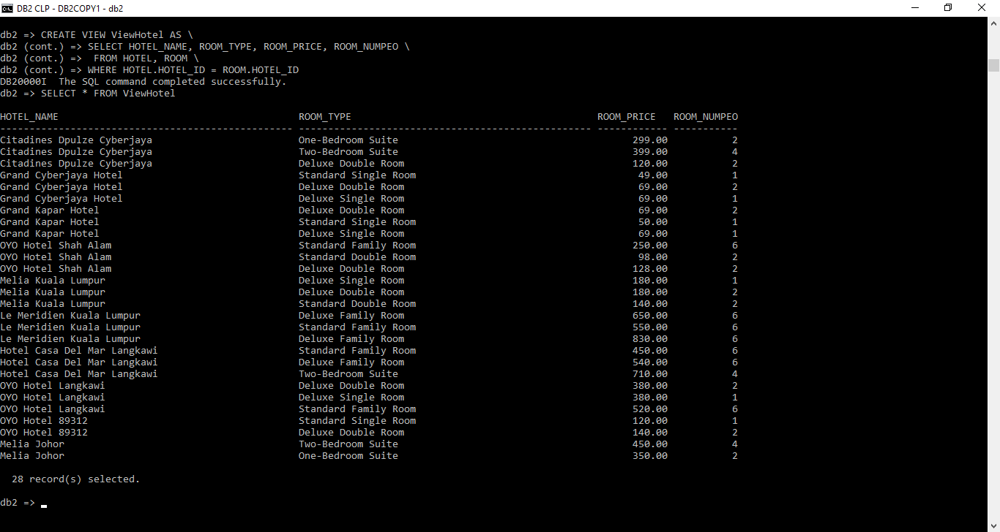 DB2 CLP - DB2COPY1 - db2
db2 => CREATE VIEW ViewHotel AS \
db2 (cont.) => SELECT HOTEL_NAME, ROOM_TYPE, ROOM_PRICE, ROOM_NUMPEO \
db2 (cont.) =>  FROM HOTEL, ROOM \
db2 (cont.) => WHERE HOTEL.HOTEL_ID = ROOM.HOTEL_ID
DB20000I  The SQL command completed successfully.
db2 => SELECT * FROM ViewHotel
HOTEL_NAME ROOM_TYPE ROOM_PRICE ROOM_NUMPEO
-------------------------------------------------- -------------------------------------------------- ------------ -----------
Citadines Dpulze Cyberjaya One-Bedroom Suite 299.00 2
Citadines Dpulze Cyberjaya Two-Bedroom Suite 399.00 4
Citadines Dpulze Cyberjaya Deluxe Double Room 120.00 2
Grand Cyberjaya Hotel Standard Single Room 49.00 1
Grand Cyberjaya Hotel Deluxe Double Room 69.00 2
Grand Cyberjaya Hotel Deluxe Single Room 69.00 1
Grand Kapar Hotel Deluxe Double Room 69.00 2
Grand Kapar Hotel Standard Single Room 50.00 1
Grand Kapar Hotel Deluxe Single Room 69.00 1
OYO Hotel Shah Alam Standard Family Room 250.00 6
OYO Hotel Shah Alam Standard Double Room 98.00 2
OYO Hotel Shah Alam Deluxe Double Room 128.00 2
Melia Kuala Lumpur Deluxe Single Room 180.00 1
Melia Kuala Lumpur Deluxe Double Room 180.00 2
Melia Kuala Lumpur Standard Double Room 140.00 2
Le Meridien Kuala Lumpur Deluxe Family Room 650.00 6
Le Meridien Kuala Lumpur Standard Family Room 550.00 6
Le Meridien Kuala Lumpur Deluxe Family Room 830.00 6
Hotel Casa Del Mar Langkawi Standard Family Room 450.00 6
Hotel Casa Del Mar Langkawi Deluxe Family Room 540.00 6
Hotel Casa Del Mar Langkawi Two-Bedroom Suite 710.00 4
OYO Hotel Langkawi Deluxe Double Room 380.00 2
OYO Hotel Langkawi Deluxe Single Room 380.00 1
OYO Hotel Langkawi Standard Family Room 520.00 6
OYO Hotel 89312 Standard Single Room 120.00 1
OYO Hotel 89312 Deluxe Double Room 140.00 2
Melia Johor Two-Bedroom Suite 450.00 4
Melia Johor One-Bedroom Suite 350.00 2
28 record(s) selected.
db2 =>